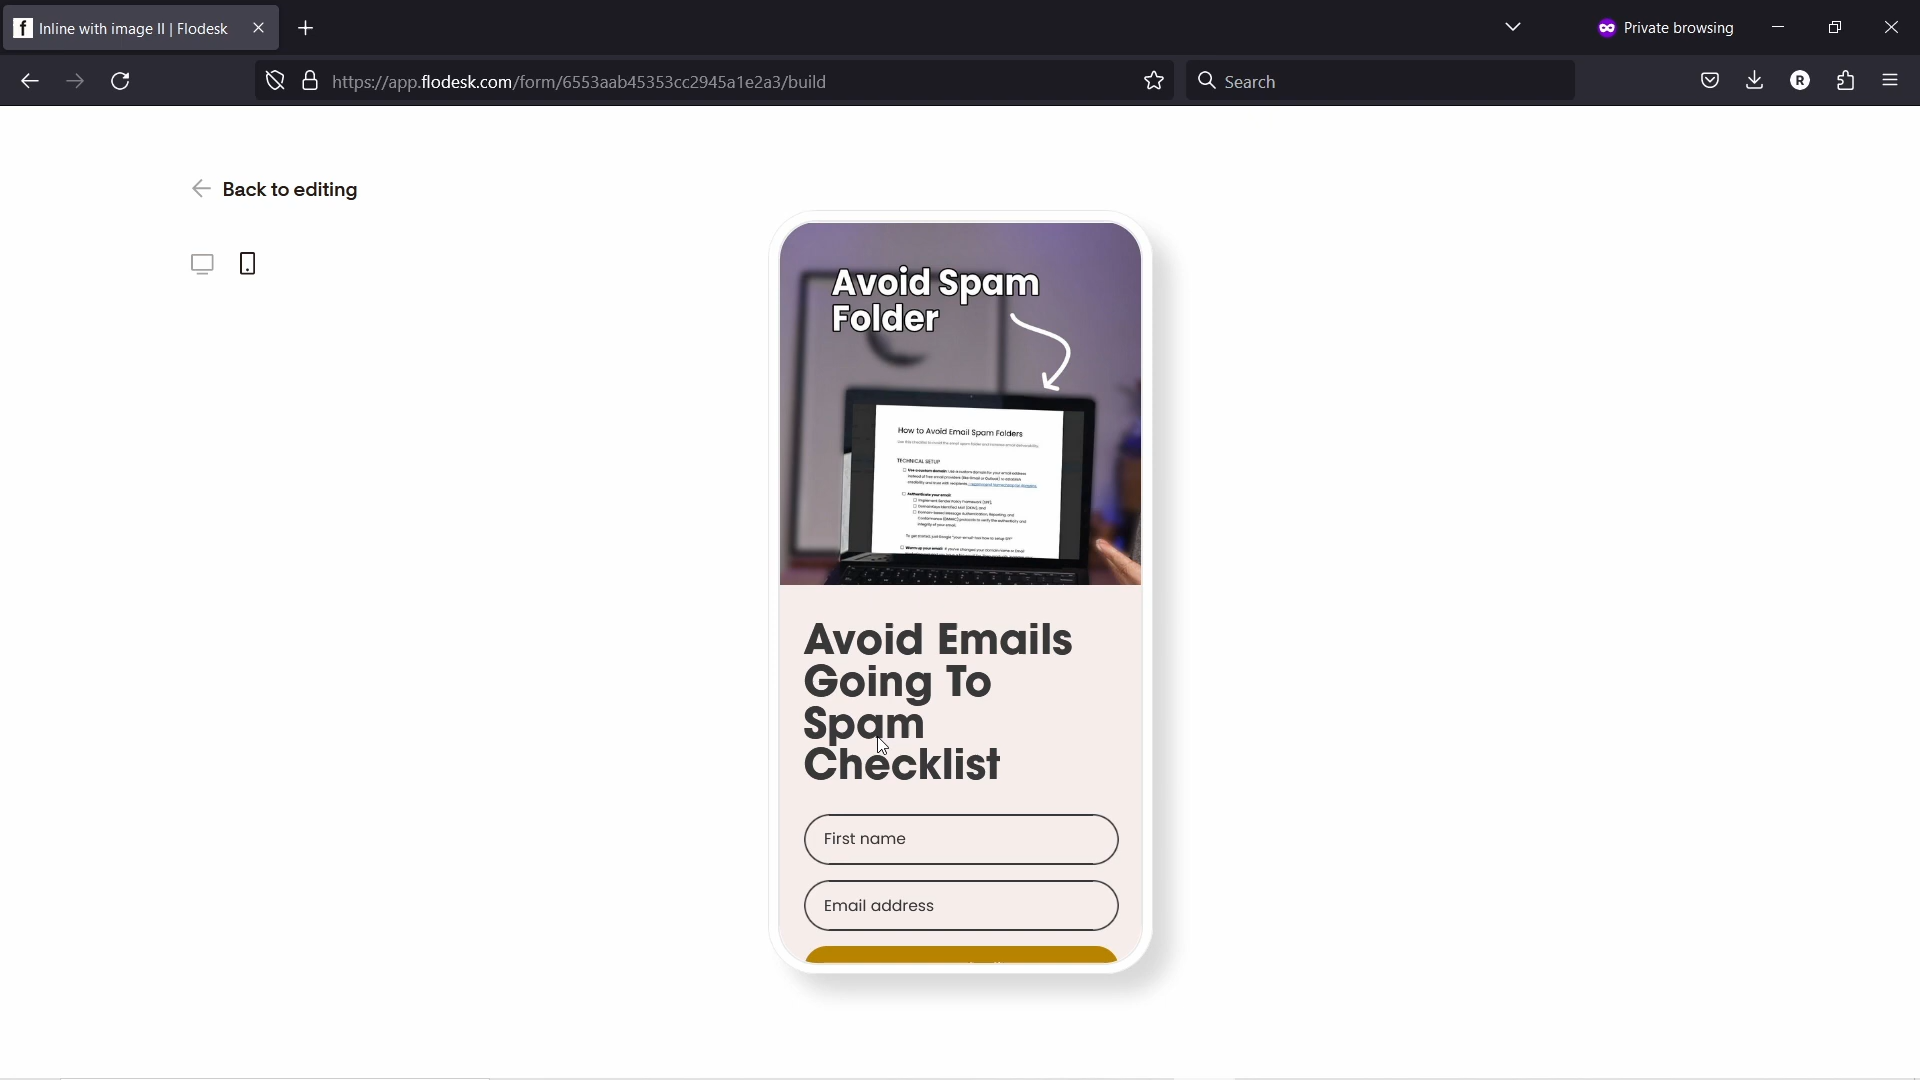 Inline with image II | Flodesk
Private browsing
https://app.flodesk.com/form/6553aab45353cc2945a1e2a3/build
Search
R
Back to editing
Avoid Spam
Folder
How to Avoid Email Spam Folders
TECHNICAL SETUP
Avoid Emails
Going To
Spam
Checklist
First name
Email address